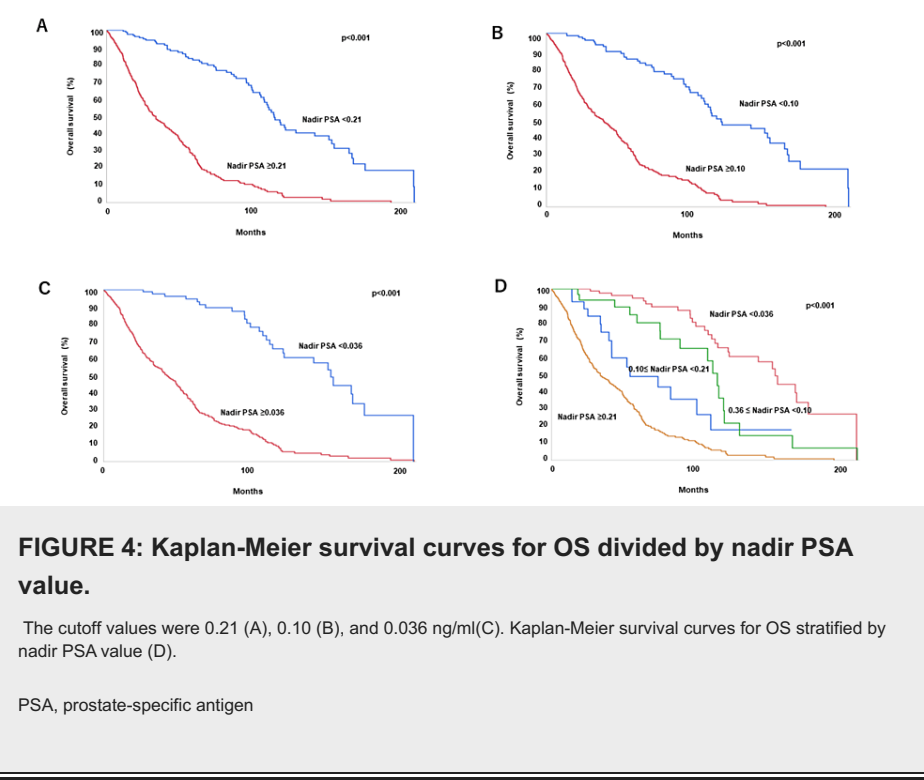 A
p<0.001
Overall survival (%)
100
90
80
70
60
50
40
30
20
10
0
Nadir PSA <0.21
Nadir PSA ≥0.21
0 100 200
Months
B
p<0.001
Overall survival (%)
100
90
80
70
60
50
40
30
20
10
0
Nadir PSA <0.10
Nadir PSA ≥0.10
0 100 200
Months
C
p<0.001
Overall survival (%)
100
90
80
70
60
50
40
30
20
10
0
Nadir PSA <0.036
Nadir PSA ≥0.036
0 100 200
Months
D
p<0.001
Overall survival (%)
100
90
80
70
60
50
40
30
20
10
0
Nadir PSA <0.036
0.10≤ Nadir PSA <0.21
0.36 ≤ Nadir PSA <0.10
Nadir PSA ≥0.21
0 100 200
Months
FIGURE 4: Kaplan-Meier survival curves for OS divided by nadir PSA
value.
The cutoff values were 0.21 (A), 0.10 (B), and 0.036 ng/ml(C). Kaplan-Meier survival curves for OS stratified by
nadir PSA value (D).
PSA, prostate-specific antigen